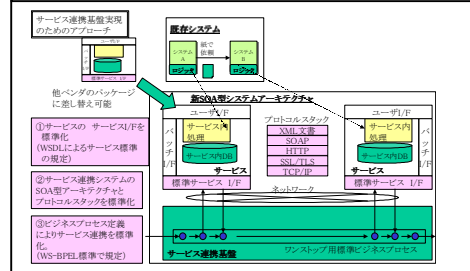 サービス連携基盤実現
のためのアプローチ
ユーザI/F
標準サービス I/F
他ベンダのパッケージ
に差し替え可能
既存システム
システム
A
ロジック
紙で
依頼
システム
B
ロジック
新SOA型システムアーキテクチャ
ユーザI/F
バッチI/F
サービス内
処理
サービス内DB
サービス
標準サービス I/F
プロトコルスタック
XML文書
SOAP
HTTP
SSL/TLS
TCP/IP
ネットワーク
ユーザI/F
バッチI/F
サービス内
処理
サービス内DB
サービス
標準サービス I/F
①サービスの サービスI/Fを
標準化
(WSDLによるサービス標準
の規定)
②サービス連携システムの
SOA型アーキテクチャと
プロトコルスタックを標準化
③ビジネスプロセス定義
によりサービス連携を標準
化。
(WS-BPEL標準で規定)
サービス連携基盤
ワンストップ用標準ビジネスプロセス